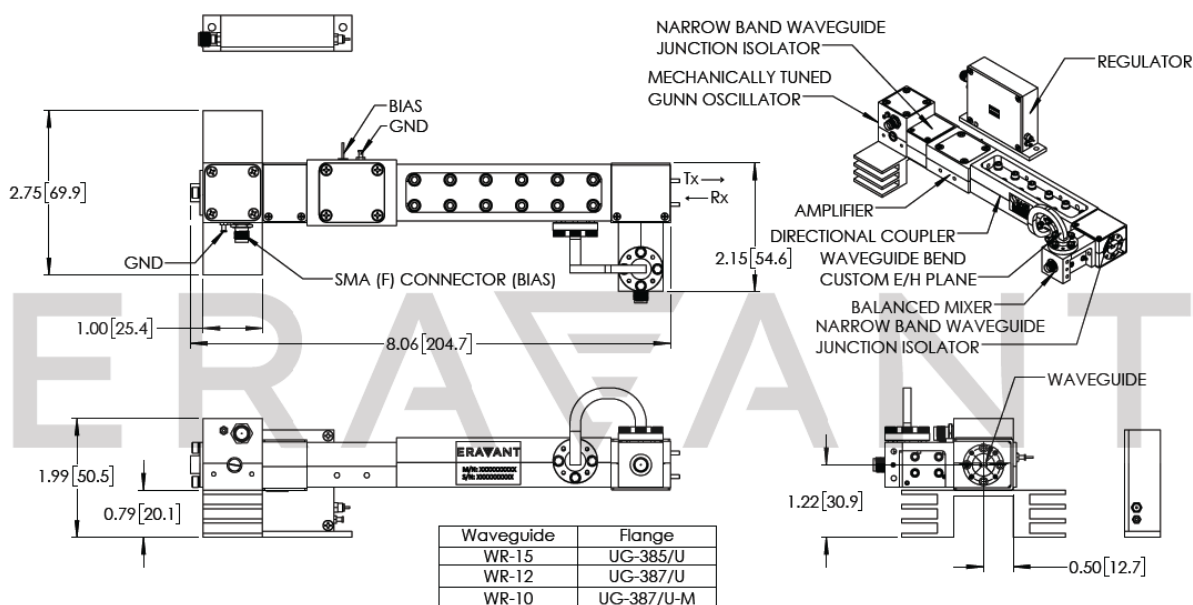 NARROW BAND WAVEGUIDE
JUNCTION ISOLATOR
MECHANICALLY TUNED
GUNN OSCILLATOR
REGULATOR
BIAS
GND
2.75[69.9]
Tx
Rx
AMPLIFIER
DIRECTIONAL COUPLER
WAVEGUIDE BEND
CUSTOM E/H PLANE
BALANCED MIXER
NARROW BAND WAVEGUIDE
JUNCTION ISOLATOR
GND
SMA (F) CONNECTOR (BIAS)
2.15[54.6]
1.00[25.4]
8.06[204.7]
ERAVANT
WAVEGUIDE
1.99[50.5]
0.79[20.1]
ERAVANT
M/N: XXXXXXXXXX
S/N: XXXXXXXXXX
1.22[30.9]
0.50[12.7]
Waveguide Flange
WR-15 UG-385/U
WR-12 UG-387/U
WR-10 UG-387/U-M